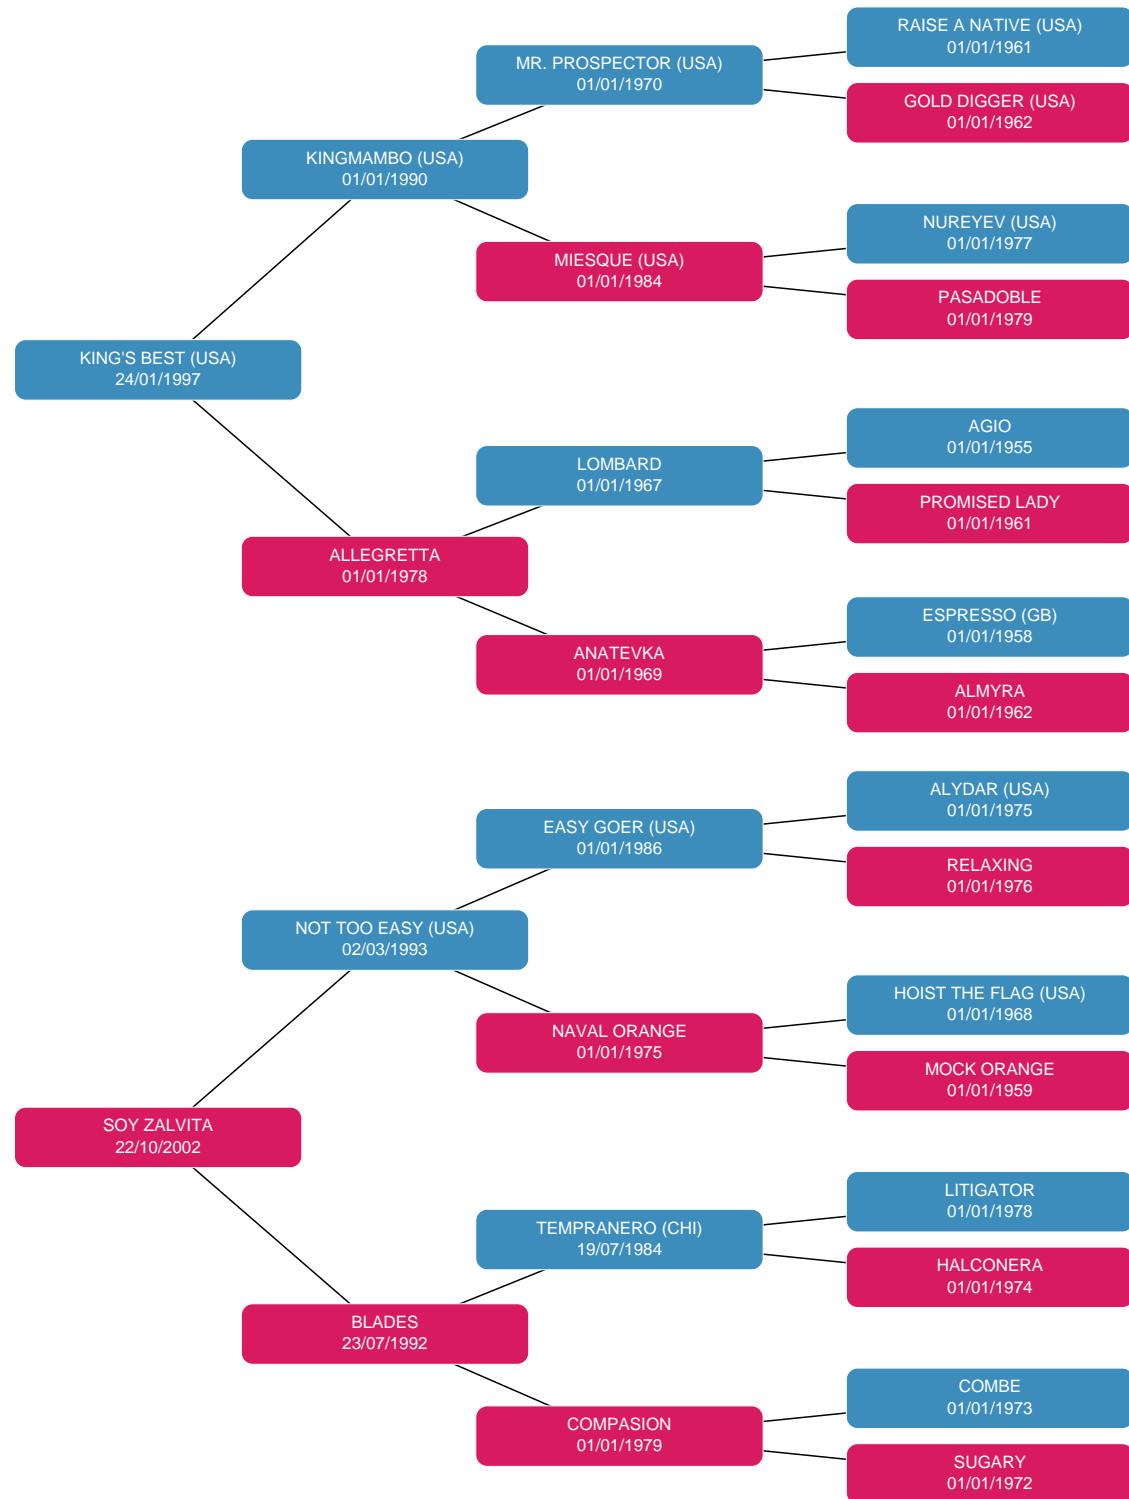 RAISE A NATIVE (USA)
01/01/1961
MR. PROSPECTOR (USA)
01/01/1970
GOLD DIGGER (USA)
01/01/1962
KINGMAMBO (USA)
01/01/1990
NUREYEV (USA)
01/01/1977
MIESQUE (USA)
01/01/1984
PASADOBLE
01/01/1979
KING'S BEST (USA)
24/01/1997
AGIO
01/01/1955
LOMBARD
01/01/1967
PROMISED LADY
01/01/1961
ALLEGRETTA
01/01/1978
ESPRESSO (GB)
01/01/1958
ANATEVKA
01/01/1969
ALMYRA
01/01/1962
ALYDAR (USA)
01/01/1975
EASY GOER (USA)
01/01/1986
RELAXING
01/01/1976
NOT TOO EASY (USA)
02/03/1993
HOIST THE FLAG (USA)
01/01/1968
NAVAL ORANGE
01/01/1975
MOCK ORANGE
01/01/1959
SOY ZALVITA
22/10/2002
LITIGATOR
01/01/1978
TEMPRANERO (CHI)
19/07/1984
HALCONERA
01/01/1974
BLADES
23/07/1992
COMBE
01/01/1973
COMPASION
01/01/1979
SUGARY
01/01/1972